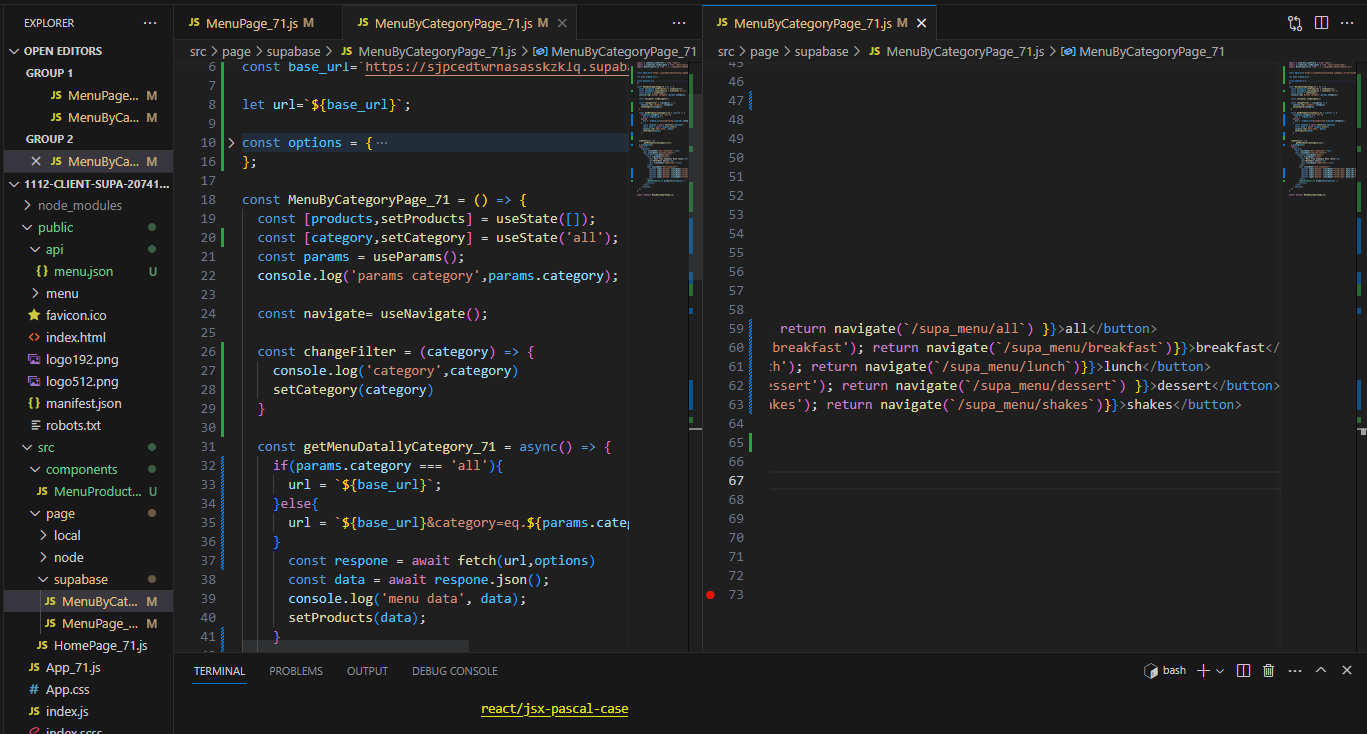 EXPLORER
···
OPEN EDITORS
GROUP 1
JS MenuPage... M
JS MenuByCa... M
GROUP 2
JS MenuByCa... M
1112-CLIENT-SUPA-20741...
node_modules
public
api
{} menu.json U
menu
favicon.ico
<> index.html
logo192.png
logo512.png
{} manifest.json
robots.txt
src
components
JS MenuProduct... U
page
local
node
supabase
JS MenuByCat... M
JS MenuPage_... M
JS HomePage_71.js
JS App_71.js
# App.css
JS index.js
index.scss
JS MenuPage_71.js M
JS MenuByCategoryPage_71.js M
···
src > page > supabase > JS MenuByCategoryPage_71.js > MenuByCategoryPage_71
6 const base_url=`https://sjpcedtwrnasasskzklq.supaba
7
8 let url=`${base_url}`;
9
10 const options = {···
16 };
17
18 const MenuByCategoryPage_71 = () => {
19 const [products,setProducts] = useState([]);
20 const [category,setCategory] = useState('all');
21 const params = useParams();
22 console.log('params category',params.category);
23
24 const navigate= useNavigate();
25
26 const changeFilter = (category) => {
27 console.log('category',category)
28 setCategory(category)
29 }
30
31 const getMenuDatallyCategory_71 = async() => {
32 if(params.category === 'all'){
33 url = `${base_url}`;
34 }else{
35 url = `${base_url}&category=eq.${params.categ
36 }
37 const respone = await fetch(url,options)
38 const data = await respone.json();
39 console.log('menu data', data);
40 setProducts(data);
41 }
JS MenuByCategoryPage_71.js M
···
src > page > supabase > JS MenuByCategoryPage_71.js > MenuByCategoryPage_71
45
46
47
48
49
50
51
52
53
54
55
56
57
58
59 return navigate(`/supa_menu/all`) }}>all</button>
60 breakfast'); return navigate(`/supa_menu/breakfast`)}}>breakfast</
61 h'); return navigate(`/supa_menu/lunch`)}}>lunch</button>
62 essert'); return navigate(`/supa_menu/dessert`) }}>dessert</button>
63 akes'); return navigate(`/supa_menu/shakes`)}}>shakes</button>
64
65
66
67
68
69
70
71
72
73
TERMINAL PROBLEMS OUTPUT DEBUG CONSOLE
bash
···
react/jsx-pascal-case